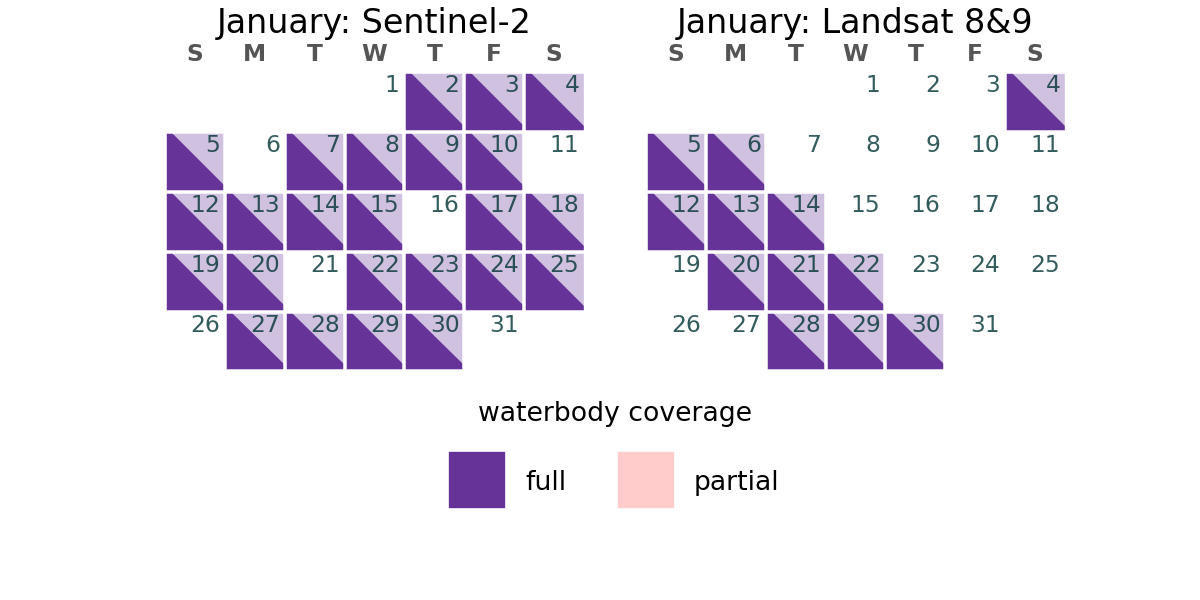 January: Sentinel-2
S M T W T F S
1 2 3 4
5 6 7 8 9 10 11
12 13 14 15 16 17 18
19 20 21 22 23 24 25
26 27 28 29 30 31
January: Landsat 8&9
S M T W T F S
1 2 3 4
5 6 7 8 9 10 11
12 13 14 15 16 17 18
19 20 21 22 23 24 25
26 27 28 29 30 31
waterbody coverage
full
partial